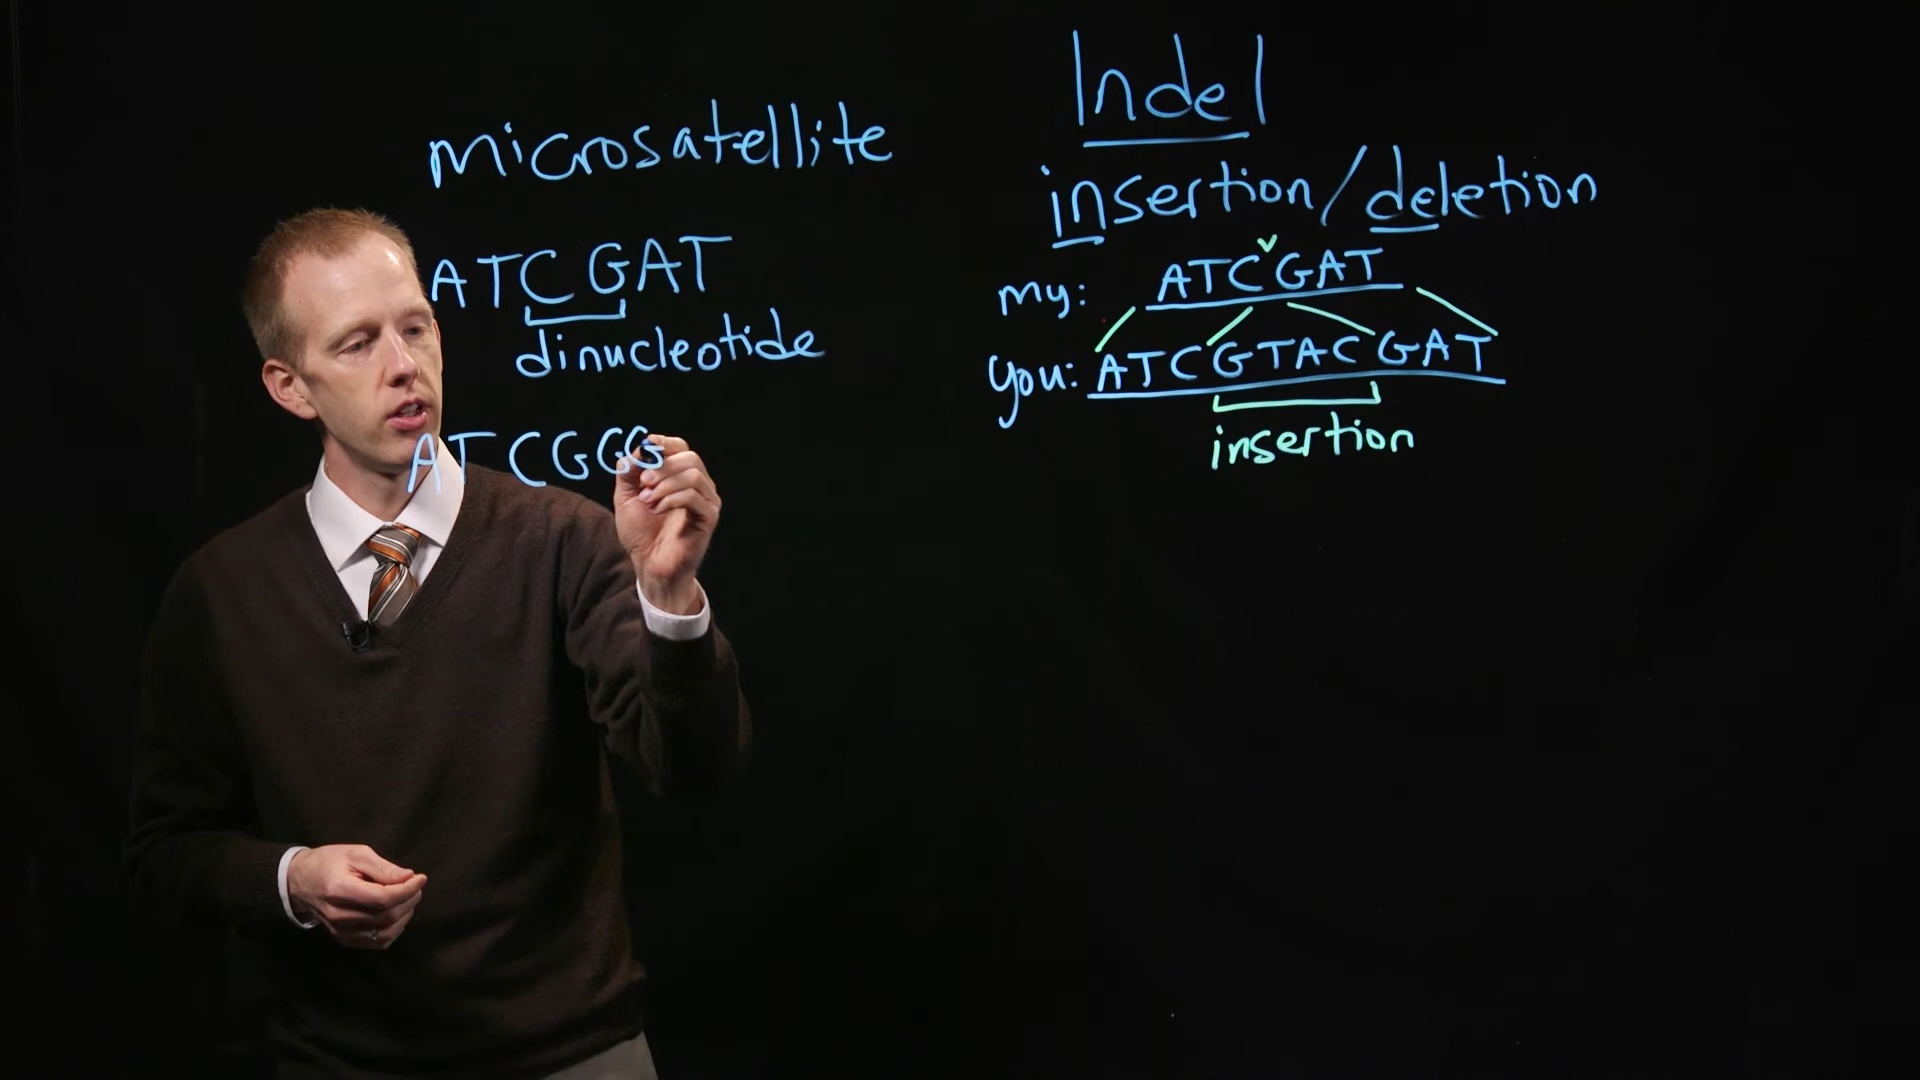 microsatellite
ATCGAT
dinucleotide
ATCGGG
Indel
insertion/deletion
my: ATCGAT
you: ATCGTACGAT
insertion